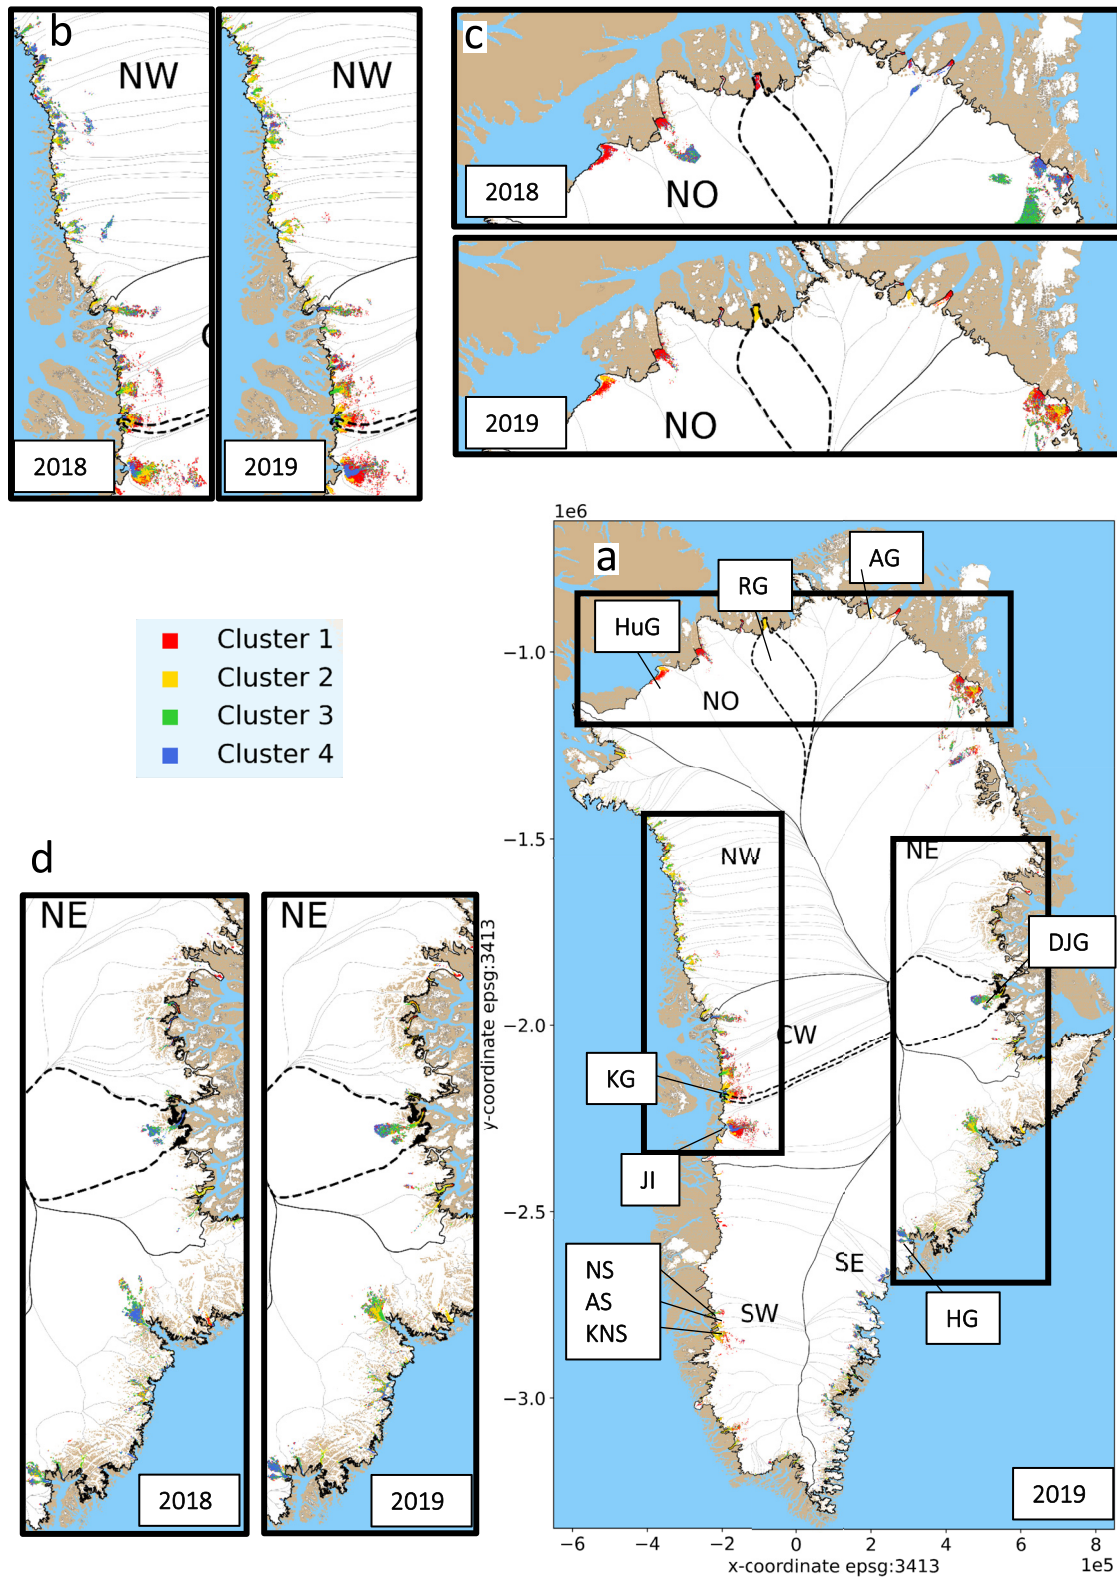 b
NW
NW
2018
2019
c
2018
NO
2019
NO
Cluster 1
Cluster 2
Cluster 3
Cluster 4
1e6
a
AG
RG
HuG
NO
−1.0
−1.5
−2.0
−2.5
−3.0
NW
NE
DJG
CW
KG
JI
NS
AS
KNS
SW
SE
HG
2019
−6
−4
−2
0
2
4
6
8
1e5
x-coordinate epsg:3413
y-coordinate epsg:3413
d
NE
NE
2018
2019